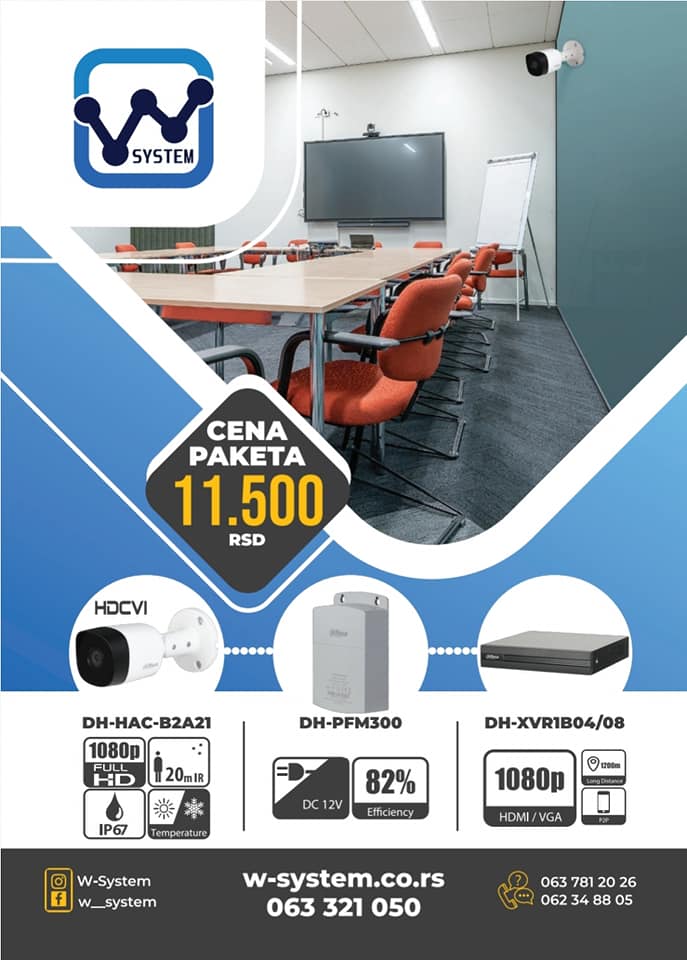 W
SYSTEM
CENA
PAKETA
11.500
RSD
HDCVI
alhua
DH-HAC-B2A21
DH-PFM300
DH-XVR1B04/08
1080p
FULL
HD
20m IR
IP67
Temperature
DC 12V
82%
Efficiency
1080p
HDMI / VGA
1200m
Long Distance
P2P
W-System
w__system
w-system.co.rs
063 321 050
063 781 20 26
062 34 88 05